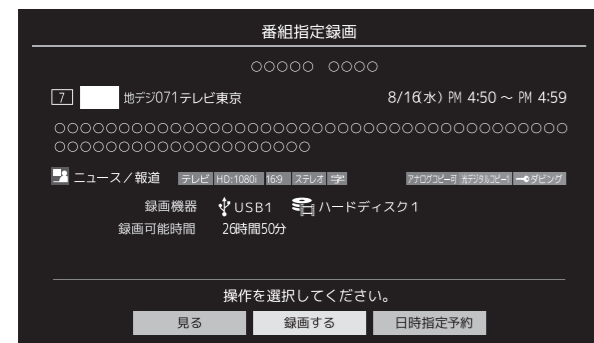 番組指定録画
○○○○○ ○○○○
7 地デジ071テレビ東京 8/16(水) PM 4:50 ~ PM 4:59
○○○○○○○○○○○○○○○○○○○○○○○○○○○○○○○○
○○○○○○○○○○○○○○○○○○○○
ニュース/報道 テレビ HD:1080i 16:9 ステレオ 字 アナログコピー可 光デジタルコピー1 ダビング
録画機器 USB1 ハードディスク1
録画可能時間 26時間50分
操作を選択してください。
見る 録画する 日時指定予約